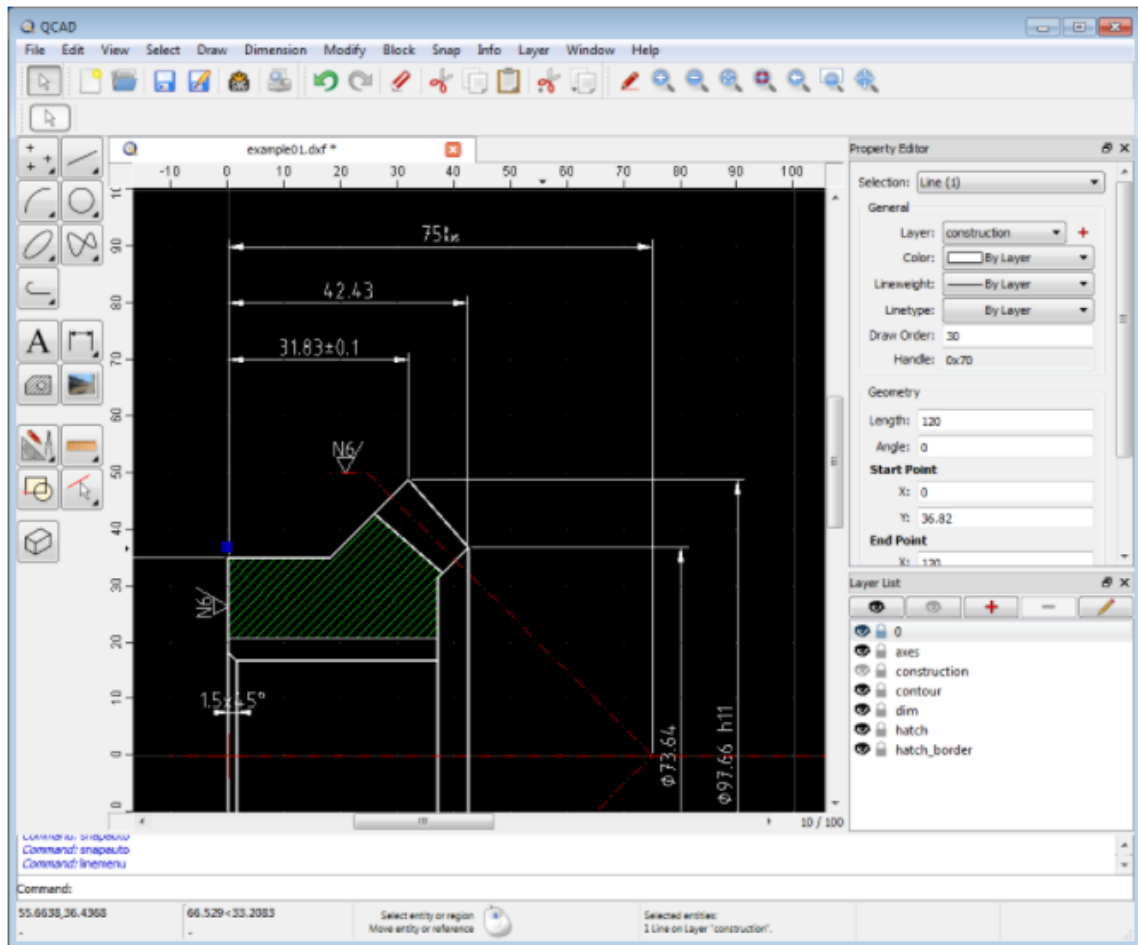 QCAD
File Edit View Select Draw Dimension Modify Block Snap Info Layer Window Help
example01.dxf *
-10 0 10 20 30 40 50 60 70 80 90 100
90
80
70
60
50
40
30
20
10
0
42.43
31.83±0.1
N6
N6
1.5x45°
Φ73.64
Φ97.66 h11
10 / 100
Property Editor
Selection: Line (1)
General
Layer: construction
Color: By Layer
Lineweight: By Layer
Linetype: By Layer
Draw Order: 30
Handle: 0x70
Geometry
Length: 120
Angle: 0
Start Point
X: 0
Y: 36.82
End Point
X: 120
Layer List
0
axes
construction
contour
dim
hatch
hatch_border
Command: snapauto
Command: snapauto
Command: linemenu
Command:
55.6638,36.4368
-
66.529<33.2083
-
Select entity or region
Move entity or reference
Selected entities:
1 Line on Layer "construction".